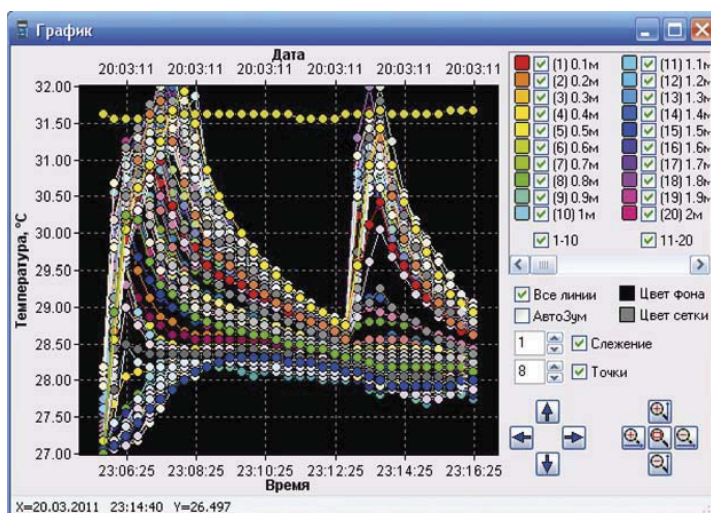 График
Дата
20:03:11 20:03:11 20:03:11 20:03:11 20:03:11 20:03:11
32.00
31.50
31.00
30.50
30.00
29.50
29.00
28.50
28.00
27.50
27.00
Температура, °C
23:06:25 23:08:25 23:10:25 23:12:25 23:14:25 23:16:25
Время
(1) 0.1м (11) 1.1м
(2) 0.2м (12) 1.2м
(3) 0.3м (13) 1.3м
(4) 0.4м (14) 1.4м
(5) 0.5м (15) 1.5м
(6) 0.6м (16) 1.6м
(7) 0.7м (17) 1.7м
(8) 0.8м (18) 1.8м
(9) 0.9м (19) 1.9м
(10) 1м (20) 2м
1-10 11-20
Все линии Цвет фона
АвтоЗум Цвет сетки
1 Слежение
8 Точки
X=20.03.2011 23:14:40 Y=26.497